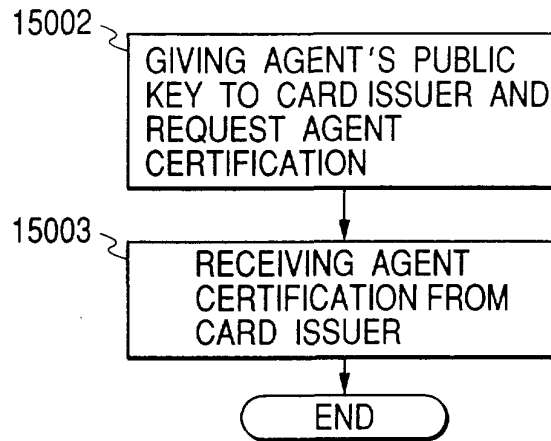 15002
GIVING AGENT'S PUBLIC
KEY TO CARD ISSUER AND
REQUEST AGENT
CERTIFICATION
15003
RECEIVING AGENT
CERTIFICATION FROM
CARD ISSUER
END